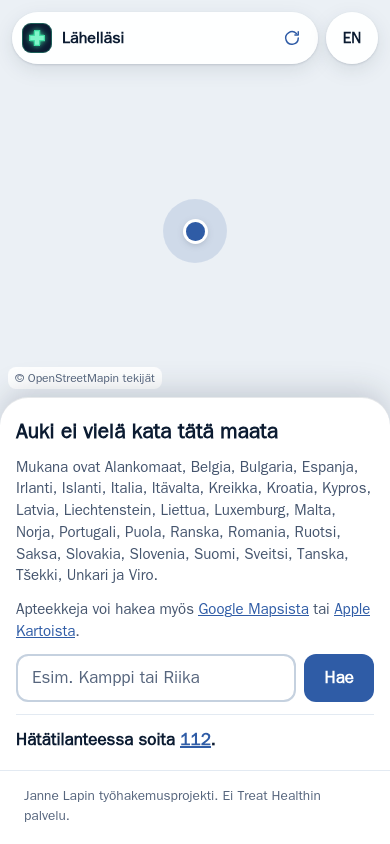 Lähelläsi
EN
© OpenStreetMapin tekijät
Auki ei vielä kata tätä maata
Mukana ovat Alankomaat, Belgia, Bulgaria, Espanja,
Irlanti, Islanti, Italia, Itävalta, Kreikka, Kroatia, Kypros,
Latvia, Liechtenstein, Liettua, Luxemburg, Malta,
Norja, Portugali, Puola, Ranska, Romania, Ruotsi,
Saksa, Slovakia, Slovenia, Suomi, Sveitsi, Tanska,
Tšekki, Unkari ja Viro.
Apteekkeja voi hakea myös Google Mapsista tai Apple
Kartoista.
Esim. Kamppi tai Riika
Hae
Hätätilanteessa soita 112.
Janne Lapin työhakemusprojekti. Ei Treat Healthin
palvelu.